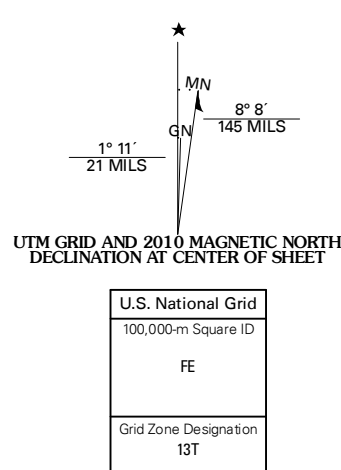 MN
8° 8´
145 MILS
GN
1° 11´
21 MILS
UTM GRID AND 2010 MAGNETIC NORTH
DECLINATION AT CENTER OF SHEET
U.S. National Grid
100,000-m Square ID
FE
Grid Zone Designation
13T